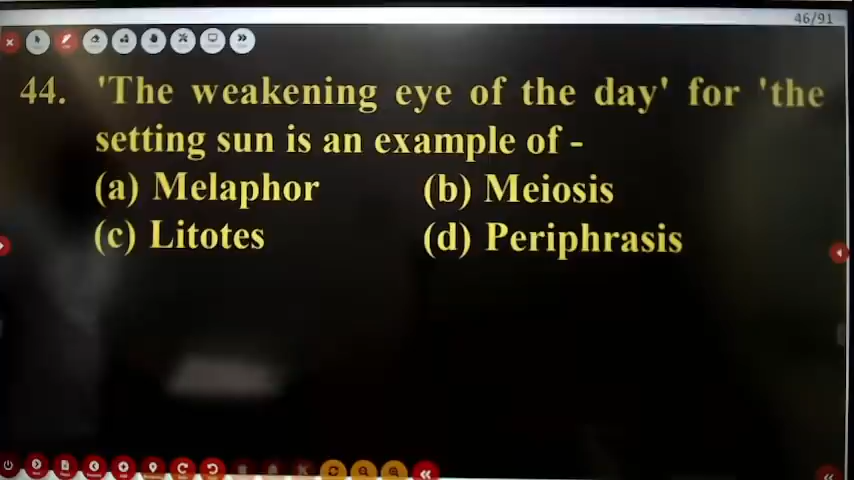 46/91
44. 'The weakening eye of the day' for 'the
setting sun is an example of -
(a) Melaphor (b) Meiosis
(c) Litotes (d) Periphrasis